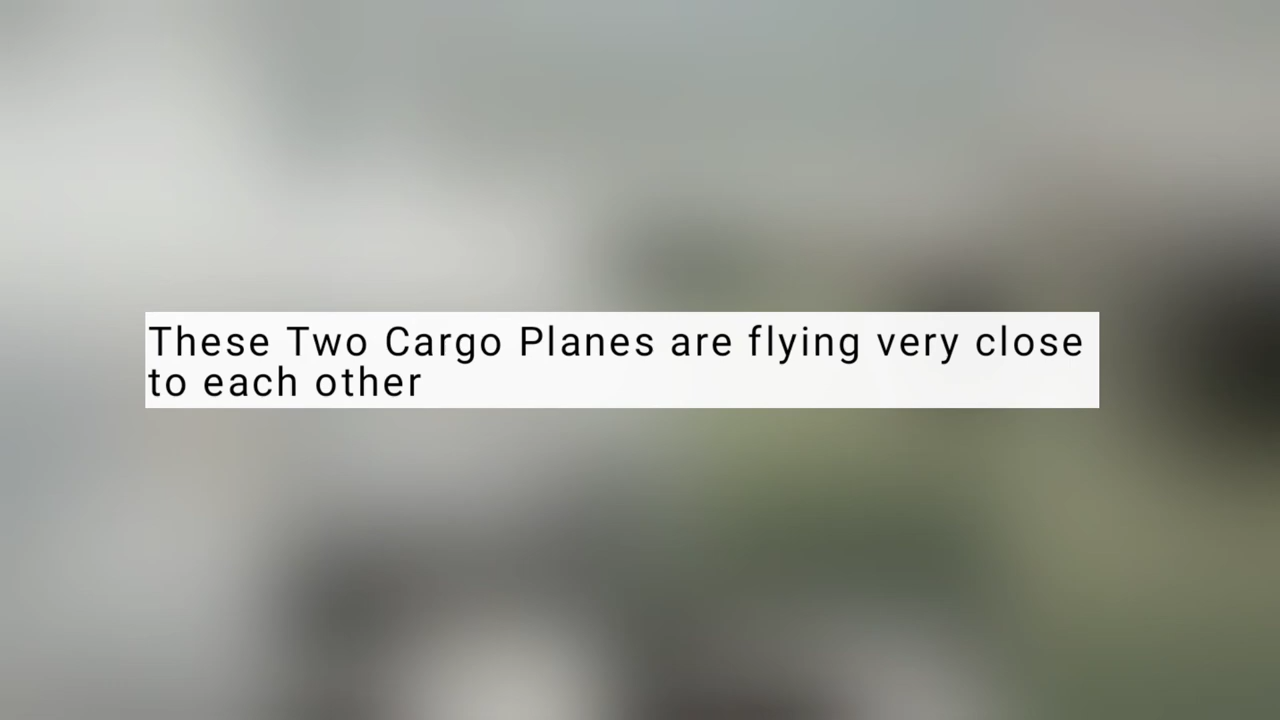 These Two Cargo Planes are flying very close
to each other